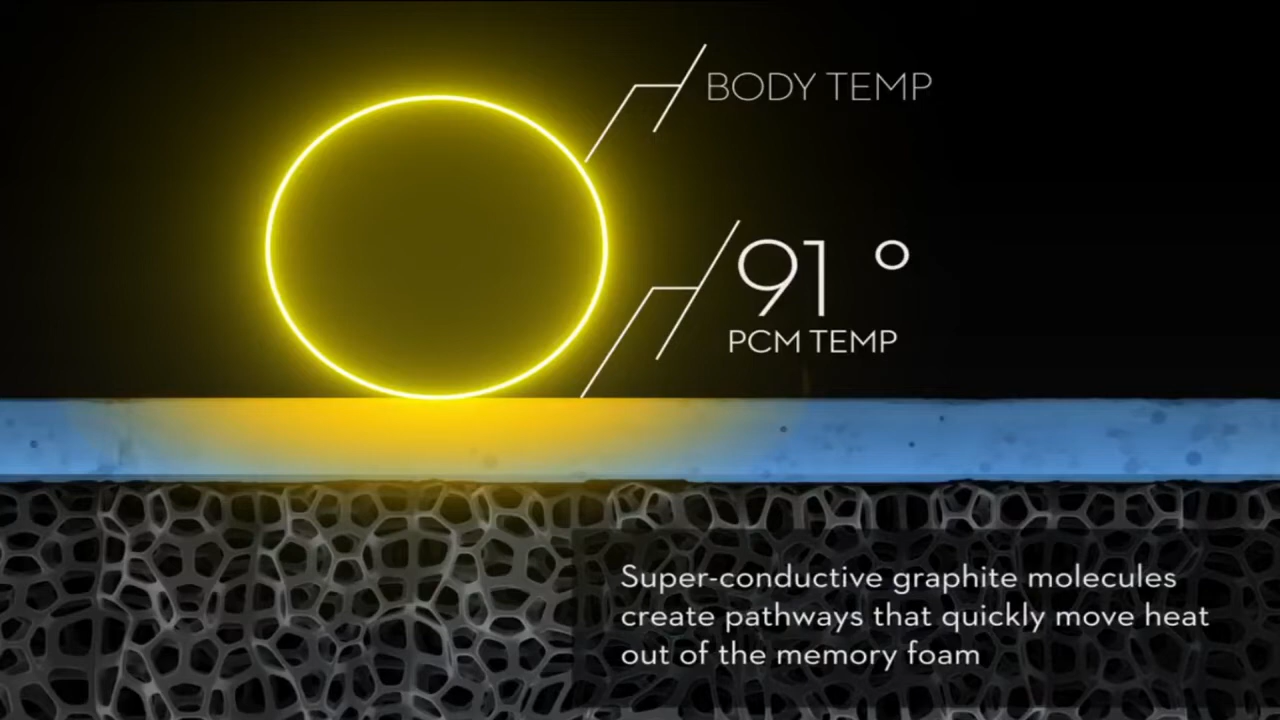 BODY TEMP
91 °
PCM TEMP
Super-conductive graphite molecules
create pathways that quickly move heat
out of the memory foam